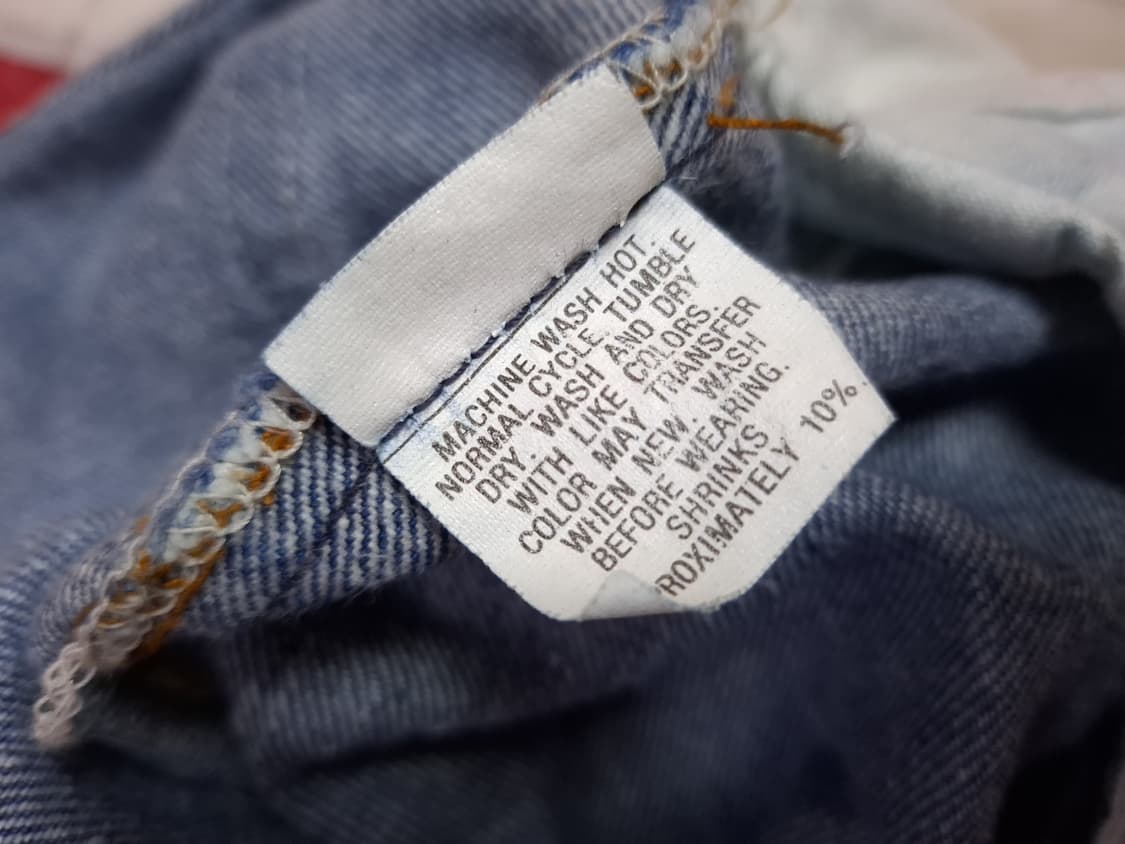 MACHINE WASH HOT.
NORMAL CYCLE. TUMBLE
DRY. WASH AND DRY
WITH LIKE COLORS.
COLOR MAY TRANSFER
WHEN NEW. WASH
BEFORE WEARING.
SHRINKS
ROXIMATELY 10%.